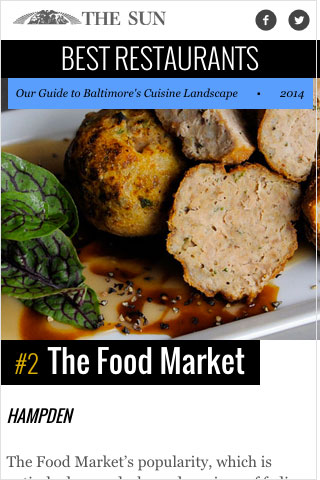 THE SUN
BEST RESTAURANTS
Our Guide to Baltimore's Cuisine Landscape • 2014
#2 The Food Market
HAMPDEN
The Food Market’s popularity, which is